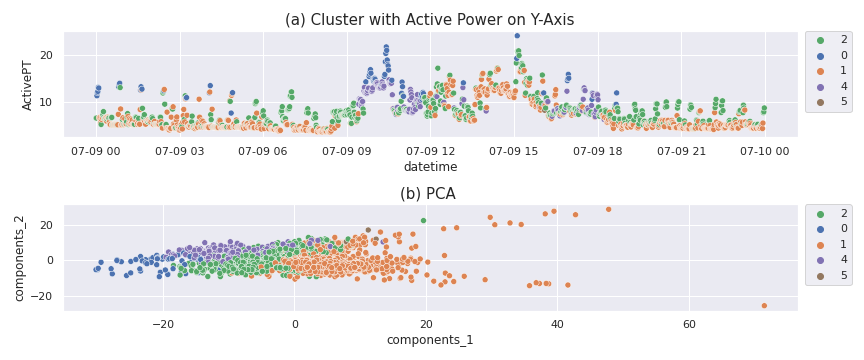 (a) Cluster with Active Power on Y-Axis
ActivePT
20
10
07-09 00 07-09 03 07-09 06 07-09 09 07-09 12 07-09 15 07-09 18 07-09 21 07-10 00
datetime
2
0
1
4
5
(b) PCA
components_2
20
0
−20
−20 0 20 40 60
components_1
2
0
1
4
5